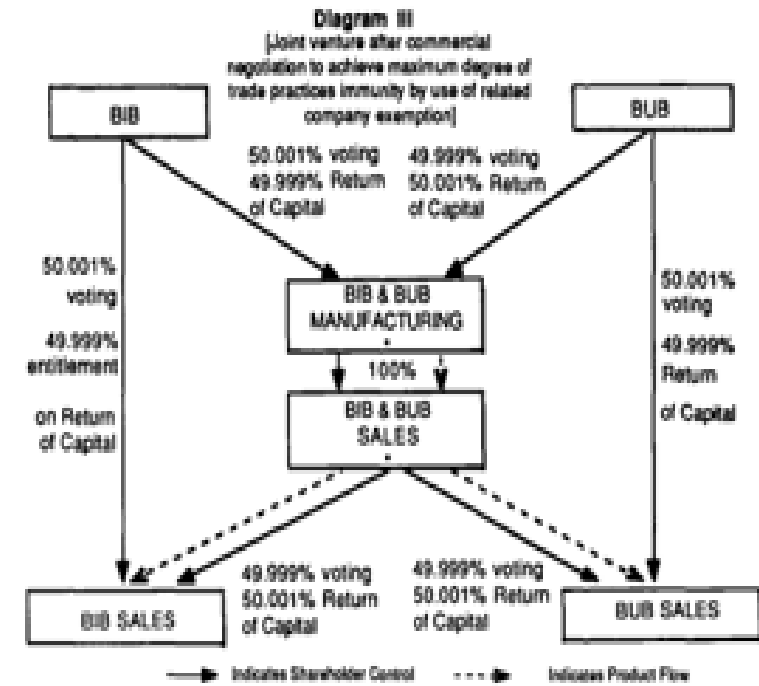 Diagram III
[Joint venture after commercial
negotiation to achieve maximum degree of
trade practices immunity by use of related
company exemption]
BIB
BUB
50.001% voting
49.999% Return
of Capital
49.999% voting
50.001% Return
of Capital
50.001%
voting
49.999%
entitlement
on Return
of Capital
50.001%
voting
49.999%
Return
of Capital
BIB & BUB
MANUFACTURING
100%
BIB & BUB
SALES
49.999% voting
50.001% Return
of Capital
49.999% voting
50.001% Return
of Capital
BIB SALES
BUB SALES
Indicates Shareholder Control
Indicates Product Flow